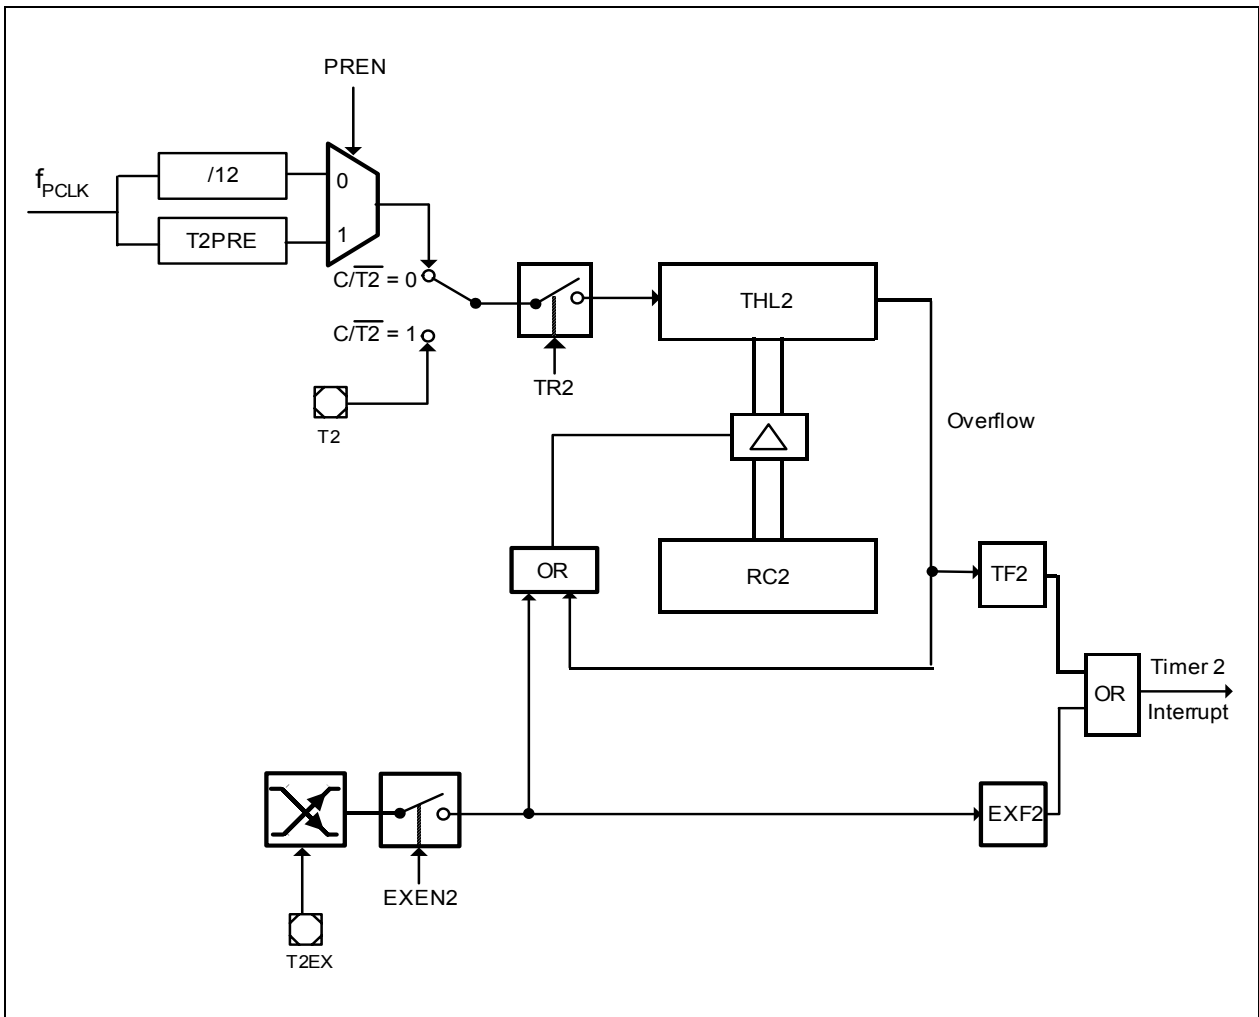 PREN
f_PCLK
/12
0
T2PRE
1
C/T2 = 0
THL2
C/T2 = 1
TR2
T2
Overflow
OR
RC2
TF2
Timer 2
OR
Interrupt
EXF2
EXEN2
T2EX